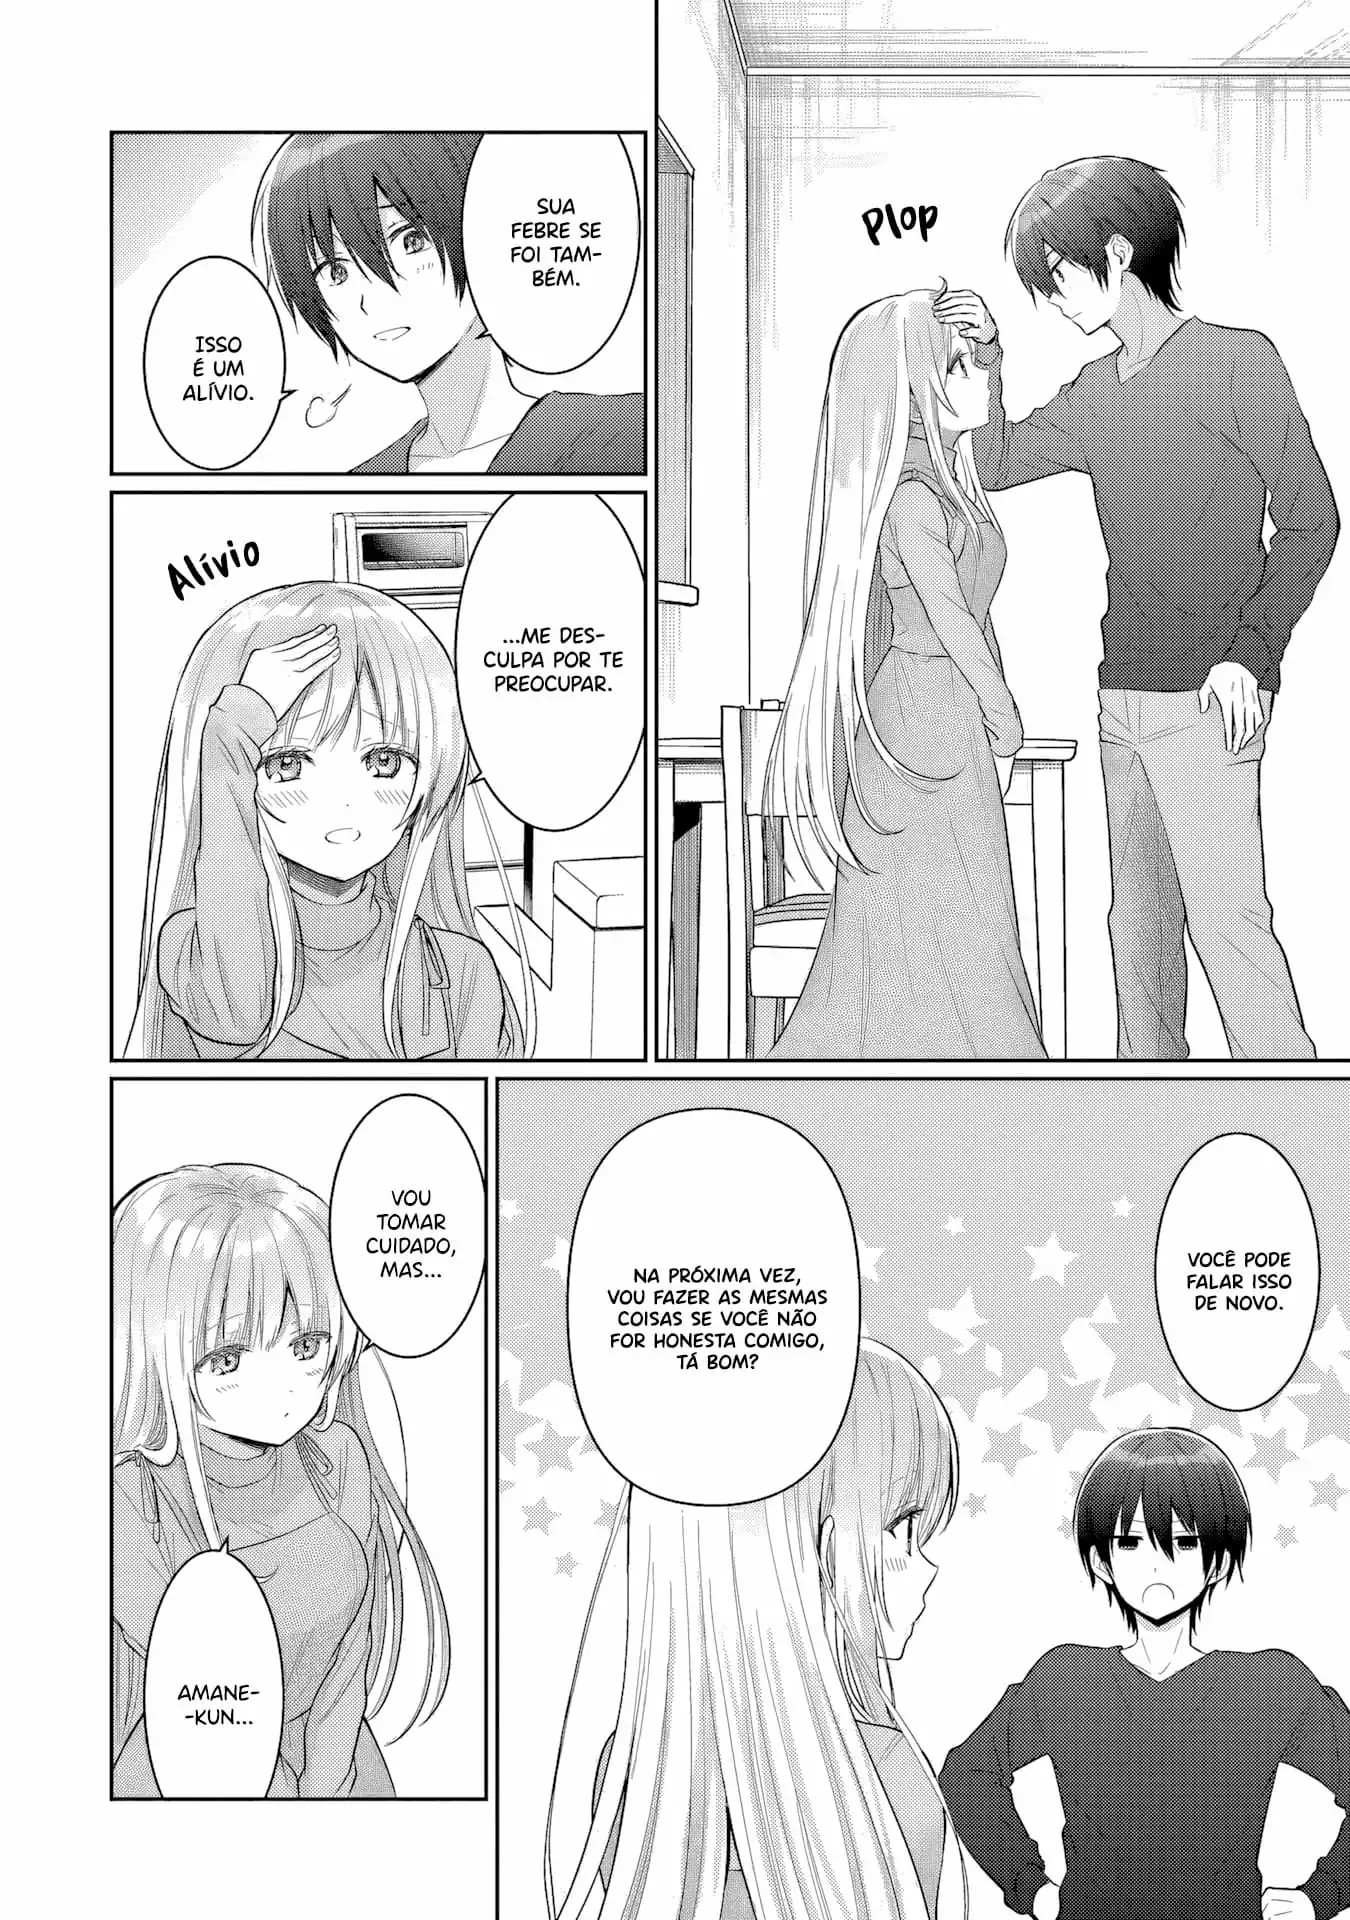 Plop
SUA
FEBRE SE
FOI TAM-
BÉM.
ISSO
É UM
ALÍVIO.
...ME DES-
CULPA POR TE
PREOCUPAR.
Alívio
VOCÊ PODE
FALAR ISSO
DE NOVO.
NA PRÓXIMA VEZ,
VOU FAZER AS MESMAS
COISAS SE VOCÊ NÃO
FOR HONESTA COMIGO,
TÁ BOM?
VOU
TOMAR
CUIDADO,
MAS...
AMANE-
-KUN...